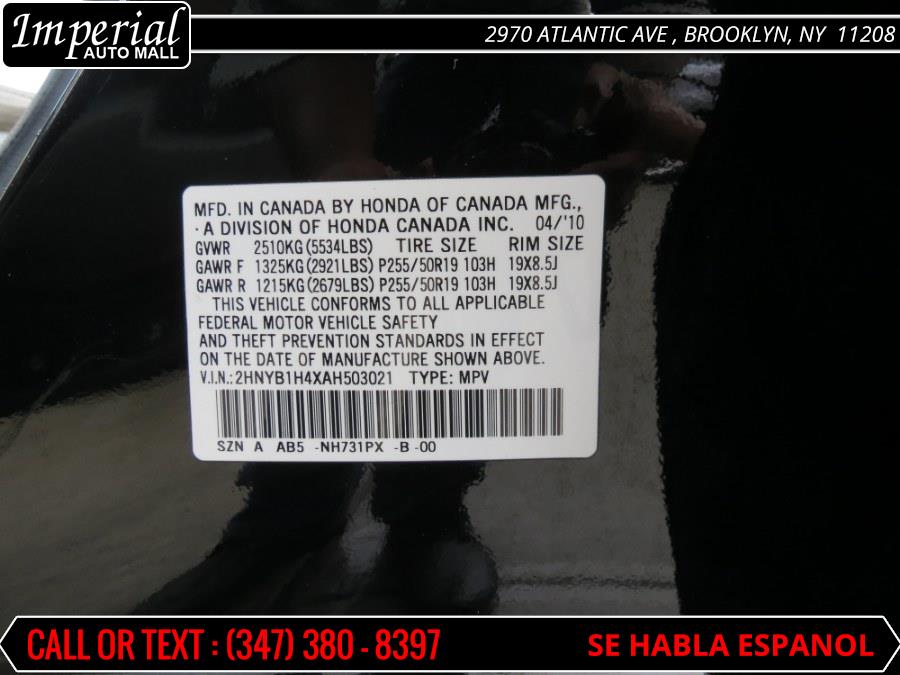 Imperial
AUTO MALL
2970 ATLANTIC AVE , BROOKLYN, NY 11208
MFD. IN CANADA BY HONDA OF CANADA MFG.,
·A DIVISION OF HONDA CANADA INC. 04/'10
GVWR 2510KG (5534LBS) TIRE SIZE RIM SIZE
GAWR F 1325KG (2921LBS) P255/50R19 103H 19X8.5J
GAWR R 1215KG (2679LBS) P255/50R19 103H 19X8.5J
THIS VEHICLE CONFORMS TO ALL APPLICABLE
FEDERAL MOTOR VEHICLE SAFETY
AND THEFT PREVENTION STANDARDS IN EFFECT
ON THE DATE OF MANUFACTURE SHOWN ABOVE.
V.I.N.:2HNYB1H4XAH503021 TYPE: MPV
SZN A AB5 -NH731PX -B -00
CALL OR TEXT : (347) 380 - 8397
SE HABLA ESPANOL